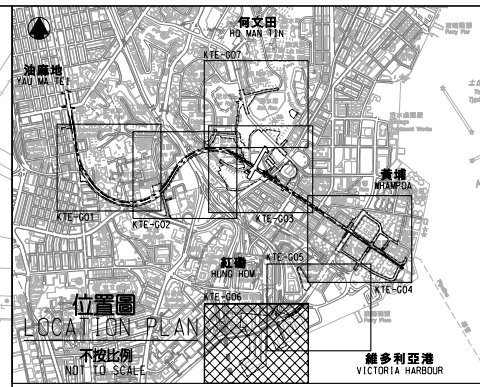 何文田
HO MAN TIN
KTE-G07
油麻地
YAU MA TEI
黃埔
WHAMPOA
KTE-G01
KTE-G02
KTE-G03
KTE-G05
紅磡
HUNG HOM
KTE-G04
KTE-G06
位置圖
LOCATION PLAN
不按比例
NOT TO SCALE
維多利亞港
VICTORIA HARBOUR